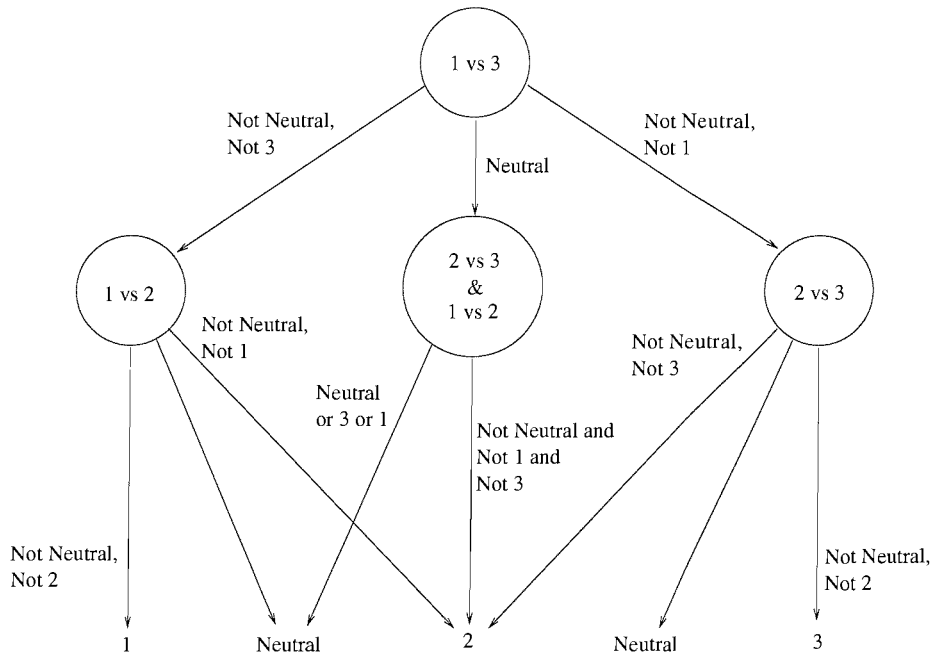 1 vs 3
Not Neutral,
Not 3
Neutral
Not Neutral,
Not 1
1 vs 2
2 vs 3
&
1 vs 2
2 vs 3
Not Neutral,
Not 1
Neutral
or 3 or 1
Not Neutral and
Not 1 and
Not 3
Not Neutral,
Not 3
Not Neutral,
Not 2
Not Neutral,
Not 2
1
Neutral
2
Neutral
3